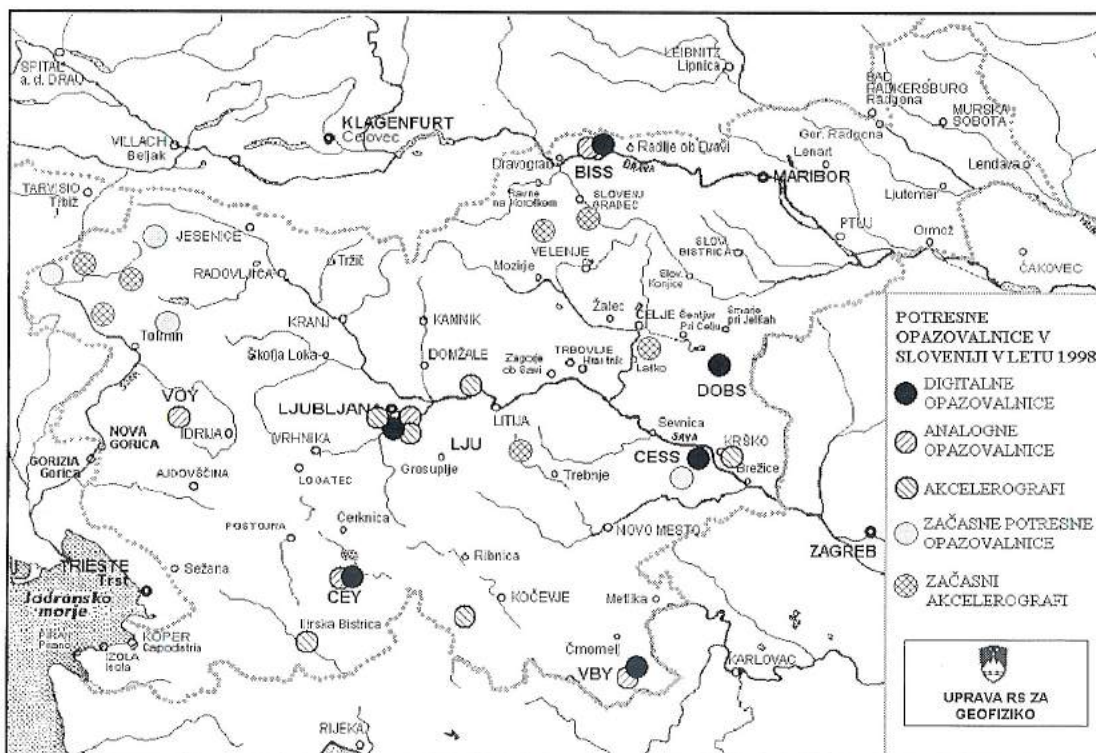 SPITAL
a. d. DRAU
LEIBNITZ
Lipnica
BAD
RADKERSBURG
Radgona
MURSKA
SOBOTA
KLAGENFURT
Celovec
VILLACH
Beljak
Gor. Radgona
Radlje ob Dravi
Dravograd
BISS
DRAVA
Lenart
Lendava
MARIBOR
TARVISIO
Trbiž
Ravne
na Koroškem
SLOVENJ
GRADEC
Ljutomer
PTUJ
Ormož
JESENICE
VELENJE
SLOV.
BISTRICA
ČAKOVEC
RADOVLJICA
Tržič
Mozirje
Slov.
Konjice
Žalec
CELJE
Šentjur
Pri Celju
Šmarje
pri Jelšah
KRANJ
KAMNIK
Tolmin
Škofja Loka
DOMŽALE
Zagorje
ob Savi
TRBOVLJE
Hrastnik
Laško
DOBS
VOY
IDRIJA
LJUBLJANA
LITIJA
Sevnica
NOVA
GORICA
VRHNIKA
LJU
SAVA
KRŠKO
GORIZIA
Gorica
Grosuplje
CESS
Brežice
AJDOVŠČINA
LOGATEC
Trebnje
Cerknica
POSTOJNA
NOVO MESTO
ZAGREB
TRIESTE
Trst
Sežana
Ribnica
Jadransko
morje
CEY
KOČEVJE
Metlika
PIRAN
Pirano
KOPER
Capodistria
IZOLA
Isola
Ilirska Bistrica
Črnomelj
VBY
KARLOVAC
RIJEKA
POTRESNE
OPAZOVALNICE V
SLOVENIJI V LETU 1998
DIGITALNE
OPAZOVALNICE
ANALOGNE
OPAZOVALNICE
AKCELEROGRAFI
ZAČASNE POTRESNE
OPAZOVALNICE
ZAČASNI
AKCELEROGRAFI
UPRAVA RS ZA
GEOFIZIKO